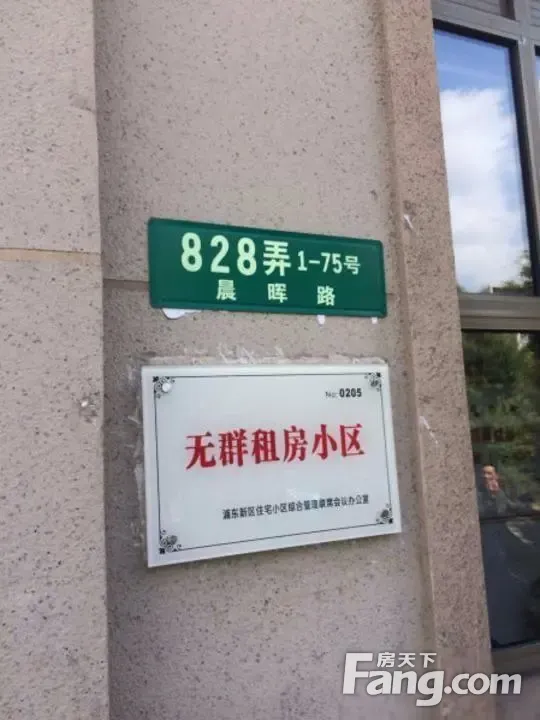 828弄 1-75号
晨晖路
No: 0205
无群租房小区
浦东新区住宅小区综合管理联席会议办公室
房天下
Fang.com